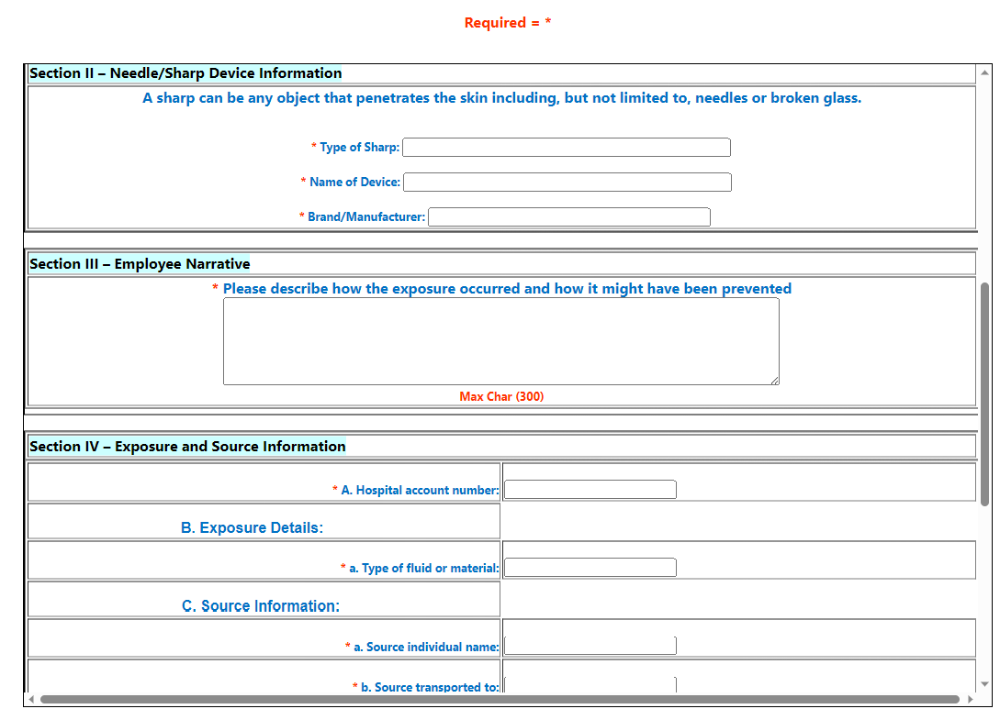 Required = *
Section II – Needle/Sharp Device Information
A sharp can be any object that penetrates the skin including, but not limited to, needles or broken glass.
* Type of Sharp:
* Name of Device:
* Brand/Manufacturer:
Section III – Employee Narrative
* Please describe how the exposure occurred and how it might have been prevented
Max Char (300)
Section IV – Exposure and Source Information
* A. Hospital account number:
B. Exposure Details:
* a. Type of fluid or material:
C. Source Information:
* a. Source individual name:
* b. Source transported to: